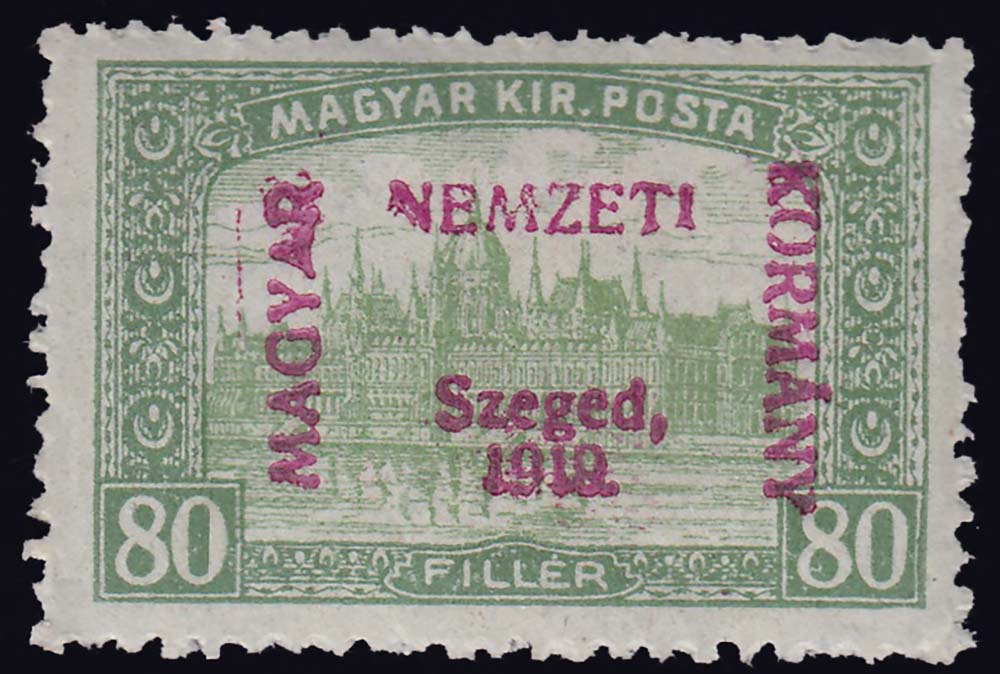 MAGYAR KIR. POSTA
MAGYAR
NEMZETI
KORMÁNY
Szeged,
1919.
80
FILLÉR
80